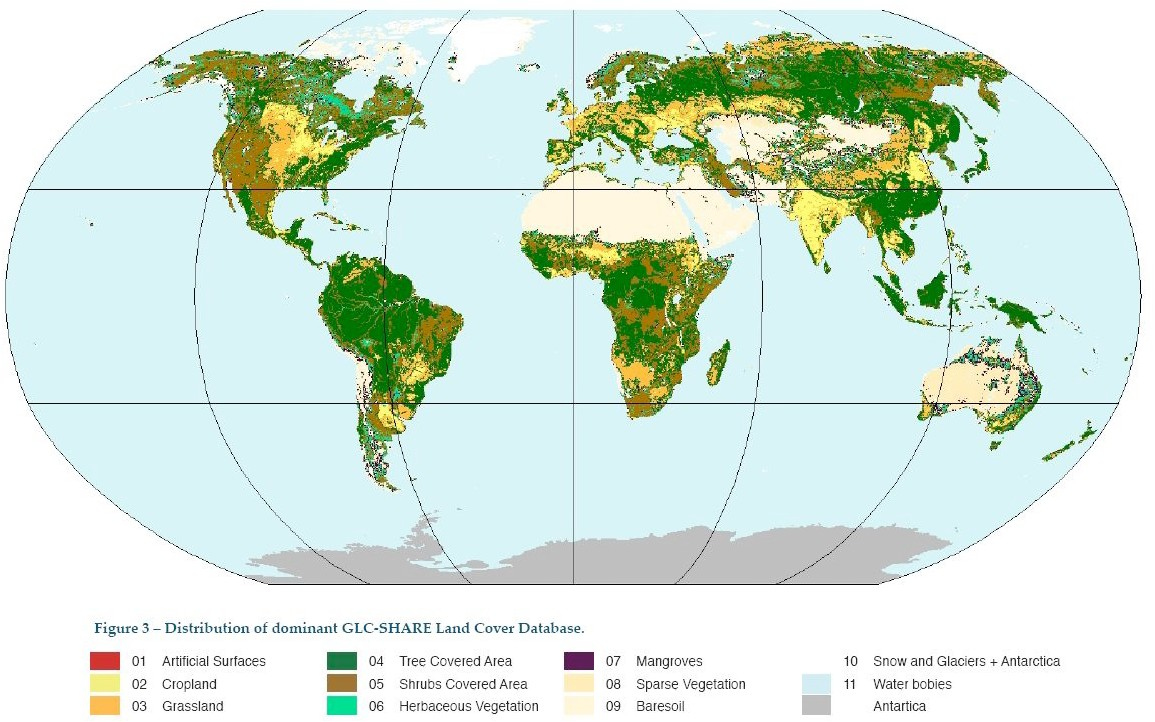 Figure 3 – Distribution of dominant GLC-SHARE Land Cover Database.
01 Artificial Surfaces
02 Cropland
03 Grassland
04 Tree Covered Area
05 Shrubs Covered Area
06 Herbaceous Vegetation
07 Mangroves
08 Sparse Vegetation
09 Baresoil
10 Snow and Glaciers + Antarctica
11 Water bobies
Antartica